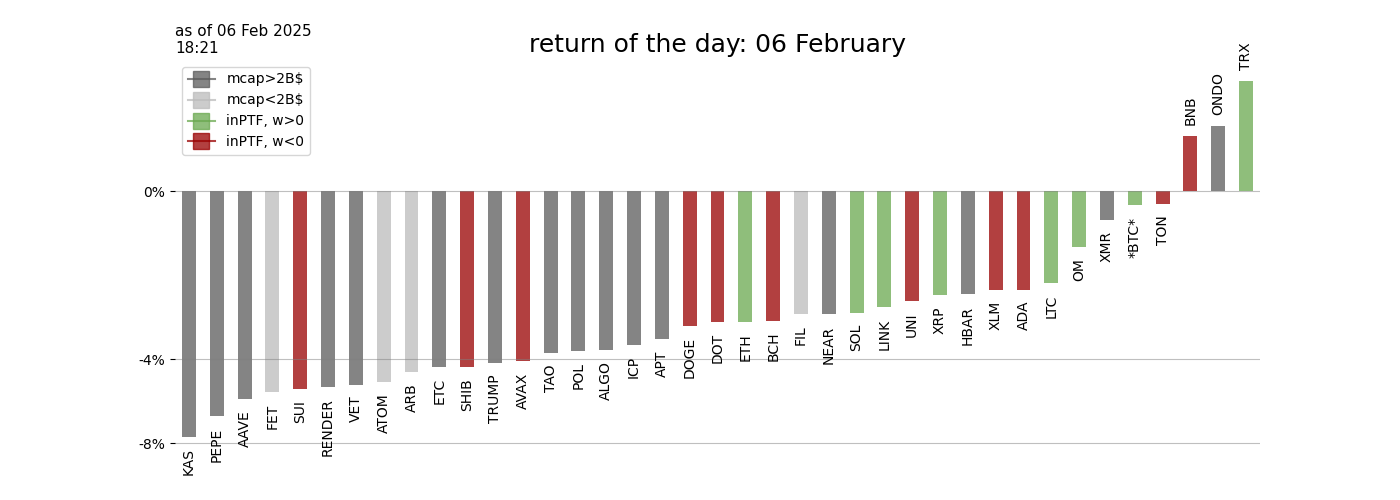 as of 06 Feb 2025
18:21
return of the day: 06 February
mcap>2B$
mcap<2B$
inPTF, w>0
inPTF, w<0
0%
-4%
-8%
KAS
PEPE
AAVE
FET
SUI
RENDER
VET
ATOM
ARB
ETC
SHIB
TRUMP
AVAX
TAO
POL
ALGO
ICP
APT
DOGE
DOT
ETH
BCH
FIL
NEAR
SOL
LINK
UNI
XRP
HBAR
XLM
ADA
LTC
OM
XMR
*BTC*
TON
BNB
ONDO
TRX